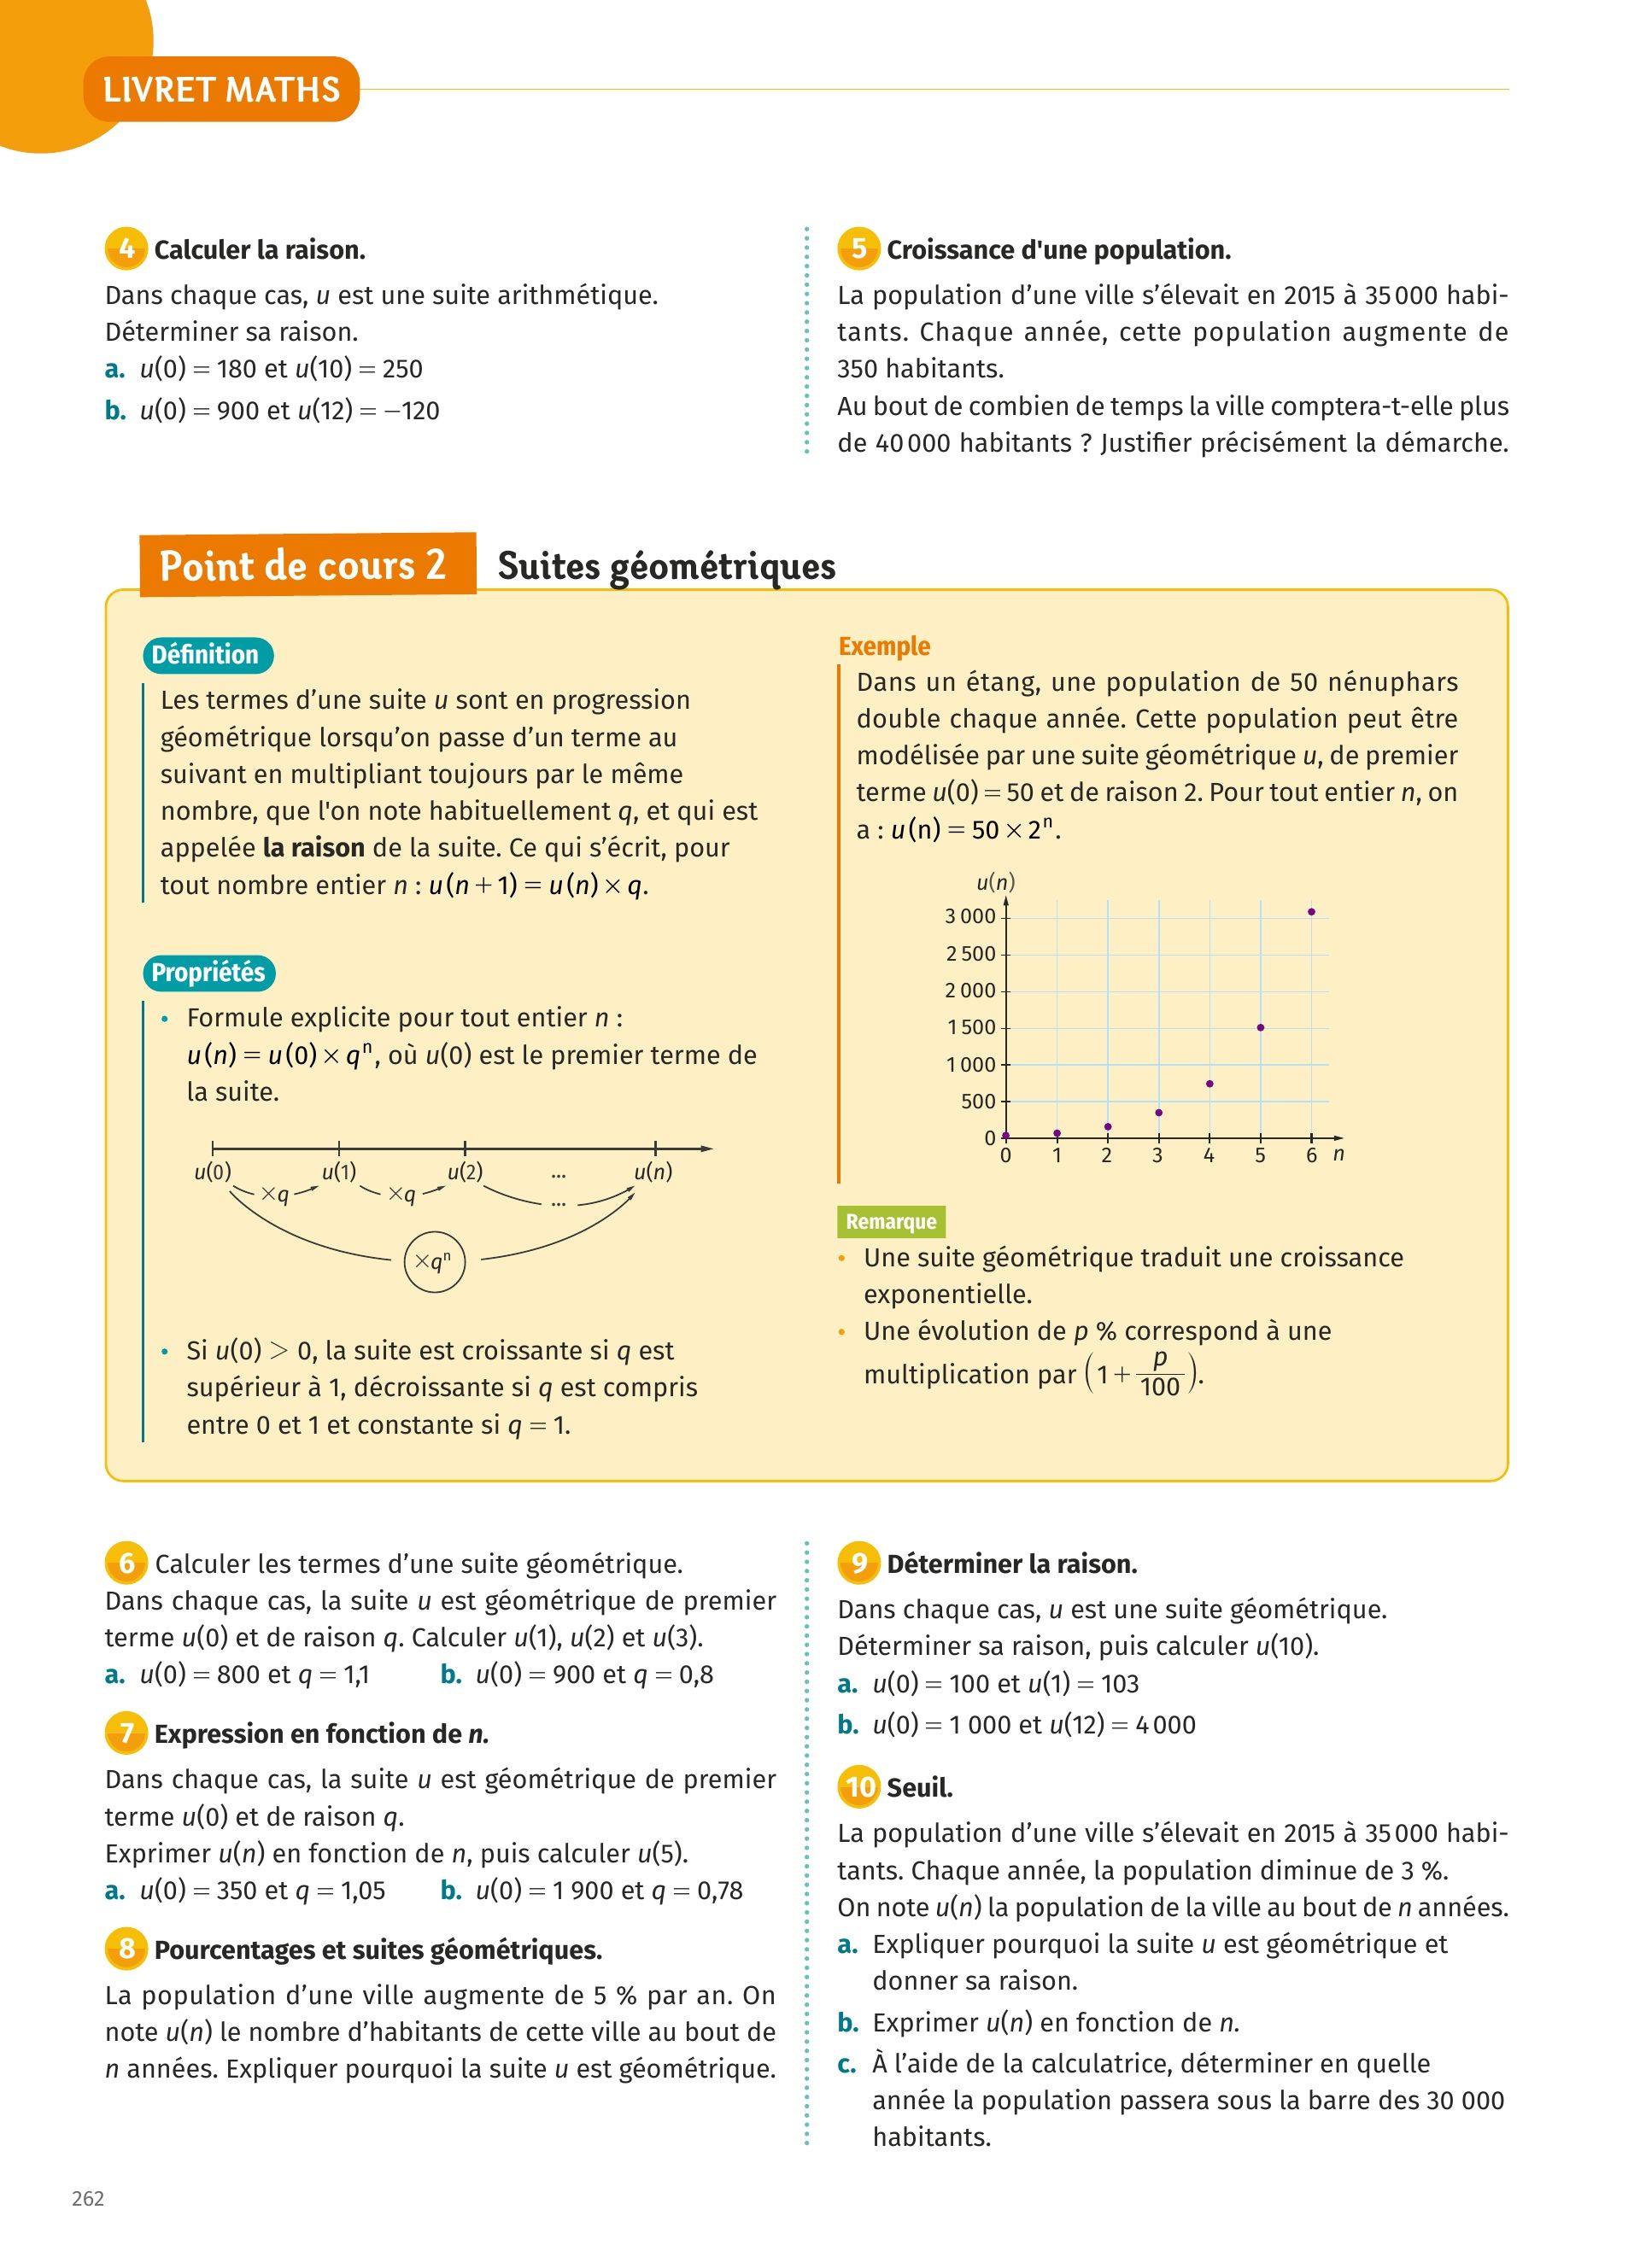 LIVRET MATHS
4 Calculer la raison.
Dans chaque cas, u est une suite arithmétique.
Déterminer sa raison.
a. u(0) = 180 et u(10) = 250
b. u(0) = 900 et u(12) = −120
5 Croissance d'une population.
La population d’une ville s’élevait en 2015 à 35 000 habi-
tants. Chaque année, cette population augmente de
350 habitants.
Au bout de combien de temps la ville comptera-t-elle plus
de 40 000 habitants ? Justifier précisément la démarche.
Point de cours 2 Suites géométriques
Définition
Les termes d’une suite u sont en progression
géométrique lorsqu’on passe d’un terme au
suivant en multipliant toujours par le même
nombre, que l'on note habituellement q, et qui est
appelée la raison de la suite. Ce qui s’écrit, pour
tout nombre entier n : u(n + 1) = u(n) × q.
Propriétés
• Formule explicite pour tout entier n :
u(n) = u(0) × qⁿ, où u(0) est le premier terme de
la suite.
u(0) u(1) u(2) ... u(n)
×q ×q ...
×qⁿ
• Si u(0) > 0, la suite est croissante si q est
supérieur à 1, décroissante si q est compris
entre 0 et 1 et constante si q = 1.
Exemple
Dans un étang, une population de 50 nénuphars
double chaque année. Cette population peut être
modélisée par une suite géométrique u, de premier
terme u(0) = 50 et de raison 2. Pour tout entier n, on
a : u(n) = 50 × 2ⁿ.
u(n)
3 000
2 500
2 000
1 500
1 000
500
0
0 1 2 3 4 5 6 n
Remarque
• Une suite géométrique traduit une croissance
exponentielle.
• Une évolution de p % correspond à une
multiplication par (1 + p/100).
6 Calculer les termes d’une suite géométrique.
Dans chaque cas, la suite u est géométrique de premier
terme u(0) et de raison q. Calculer u(1), u(2) et u(3).
a. u(0) = 800 et q = 1,1 b. u(0) = 900 et q = 0,8
7 Expression en fonction de n.
Dans chaque cas, la suite u est géométrique de premier
terme u(0) et de raison q.
Exprimer u(n) en fonction de n, puis calculer u(5).
a. u(0) = 350 et q = 1,05 b. u(0) = 1 900 et q = 0,78
8 Pourcentages et suites géométriques.
La population d’une ville augmente de 5 % par an. On
note u(n) le nombre d’habitants de cette ville au bout de
n années. Expliquer pourquoi la suite u est géométrique.
9 Déterminer la raison.
Dans chaque cas, u est une suite géométrique.
Déterminer sa raison, puis calculer u(10).
a. u(0) = 100 et u(1) = 103
b. u(0) = 1 000 et u(12) = 4 000
10 Seuil.
La population d’une ville s’élevait en 2015 à 35 000 habi-
tants. Chaque année, la population diminue de 3 %.
On note u(n) la population de la ville au bout de n années.
a. Expliquer pourquoi la suite u est géométrique et
donner sa raison.
b. Exprimer u(n) en fonction de n.
c. À l’aide de la calculatrice, déterminer en quelle
année la population passera sous la barre des 30 000
habitants.
262